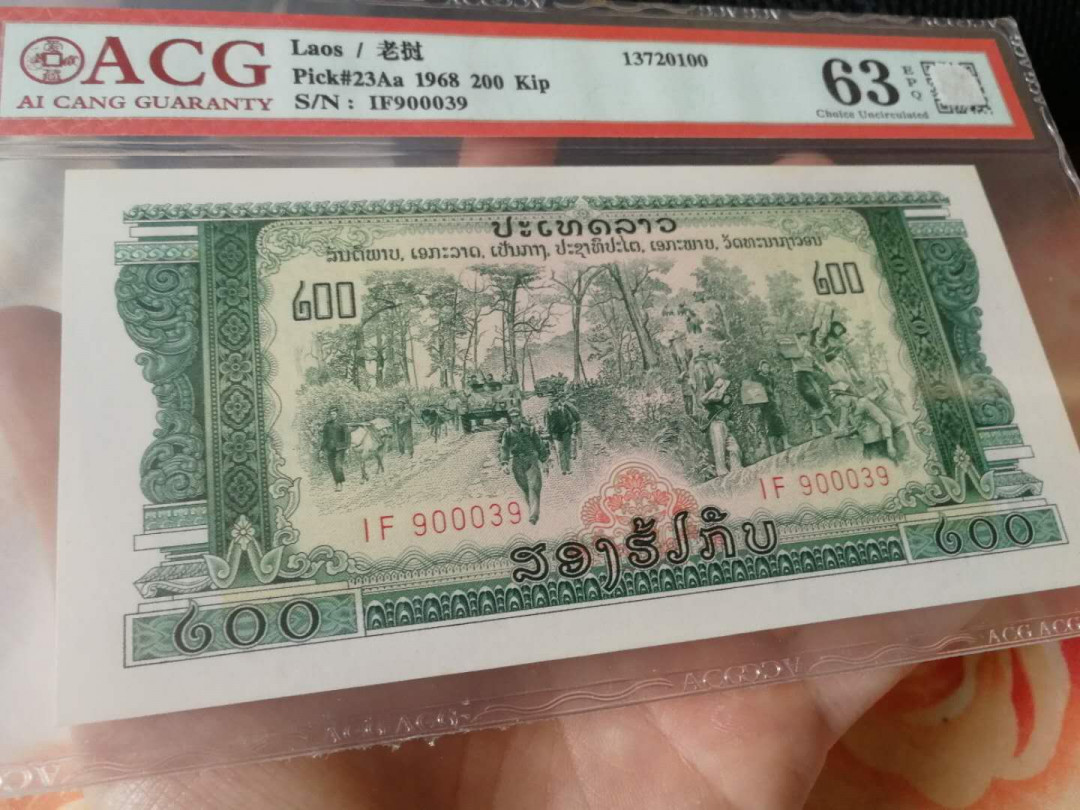 ACG
AI CANG GUARANTY
Laos / 老挝
Pick#23Aa 1968 200 Kip
S/N : IF900039
13720100
63
EPQ
Choice Uncirculated
ປະເທດລາວ
ສັນຕິພາບ, ເອກະລາດ, ເປັນກາງ, ປະຊາທິປະໄຕ, ເອກະພາບ, ວັດທະນາຖາວອນ
໒໐໐ ໒໐໐
IF 900039 IF 900039
ສອງຮ້ຽກີບ
໒໐໐ ໒໐໐
ACG ACG